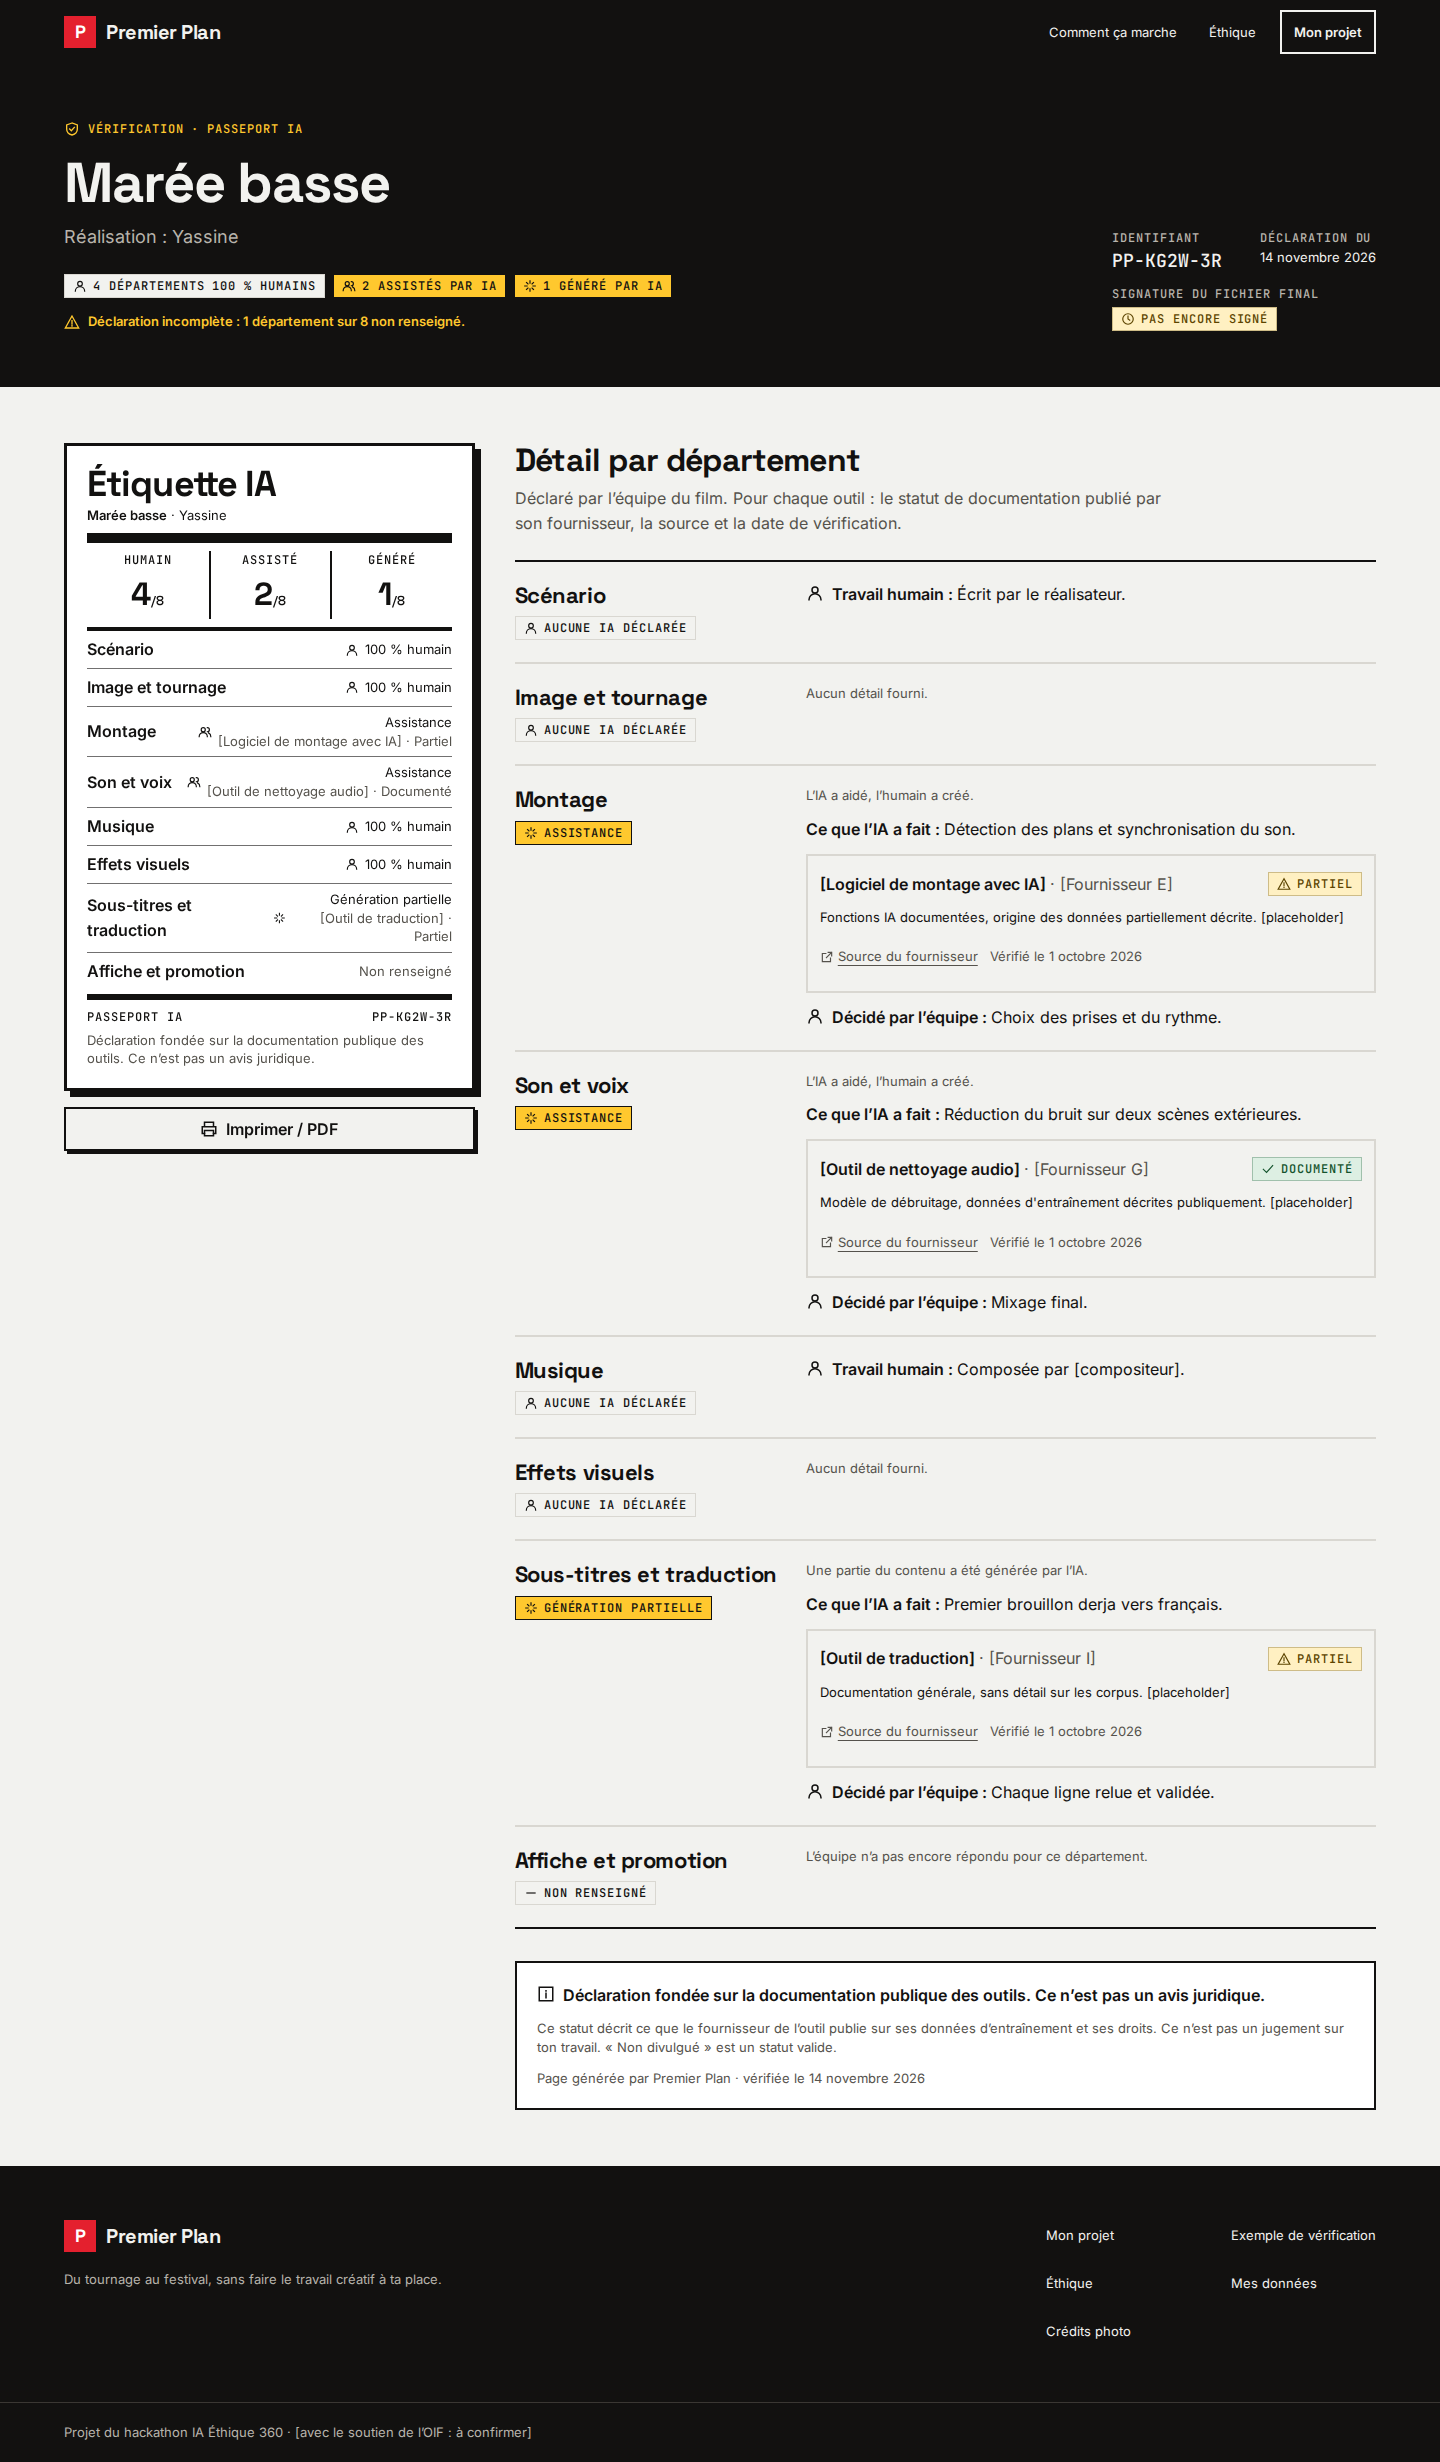 P Premier Plan
Comment ça marche Éthique Mon projet
VÉRIFICATION · PASSEPORT IA
Marée basse
Réalisation : Yassine
4 DÉPARTEMENTS 100 % HUMAINS 2 ASSISTÉS PAR IA 1 GÉNÉRÉ PAR IA
Déclaration incomplète : 1 département sur 8 non renseigné.
IDENTIFIANT DÉCLARATION DU
PP-KG2W-3R 14 novembre 2026
SIGNATURE DU FICHIER FINAL
PAS ENCORE SIGNÉ
Étiquette IA
Marée basse · Yassine
HUMAIN ASSISTÉ GÉNÉRÉ
4/8 2/8 1/8
Scénario 100 % humain
Image et tournage 100 % humain
Montage Assistance
[Logiciel de montage avec IA] · Partiel
Son et voix Assistance
[Outil de nettoyage audio] · Documenté
Musique 100 % humain
Effets visuels 100 % humain
Sous-titres et traduction Génération partielle
[Outil de traduction] ·
Partiel
Affiche et promotion Non renseigné
PASSEPORT IA PP-KG2W-3R
Déclaration fondée sur la documentation publique des
outils. Ce n’est pas un avis juridique.
Imprimer / PDF
Détail par département
Déclaré par l’équipe du film. Pour chaque outil : le statut de documentation publié par
son fournisseur, la source et la date de vérification.
Scénario
AUCUNE IA DÉCLARÉE
Travail humain : Écrit par le réalisateur.
Image et tournage
AUCUNE IA DÉCLARÉE
Aucun détail fourni.
Montage
ASSISTANCE
L’IA a aidé, l’humain a créé.
Ce que l’IA a fait : Détection des plans et synchronisation du son.
[Logiciel de montage avec IA] · [Fournisseur E] PARTIEL
Fonctions IA documentées, origine des données partiellement décrite. [placeholder]
Source du fournisseur Vérifié le 1 octobre 2026
Décidé par l’équipe : Choix des prises et du rythme.
Son et voix
ASSISTANCE
L’IA a aidé, l’humain a créé.
Ce que l’IA a fait : Réduction du bruit sur deux scènes extérieures.
[Outil de nettoyage audio] · [Fournisseur G] DOCUMENTÉ
Modèle de débruitage, données d'entraînement décrites publiquement. [placeholder]
Source du fournisseur Vérifié le 1 octobre 2026
Décidé par l’équipe : Mixage final.
Musique
AUCUNE IA DÉCLARÉE
Travail humain : Composée par [compositeur].
Effets visuels
AUCUNE IA DÉCLARÉE
Aucun détail fourni.
Sous-titres et traduction
GÉNÉRATION PARTIELLE
Une partie du contenu a été générée par l’IA.
Ce que l’IA a fait : Premier brouillon derja vers français.
[Outil de traduction] · [Fournisseur I] PARTIEL
Documentation générale, sans détail sur les corpus. [placeholder]
Source du fournisseur Vérifié le 1 octobre 2026
Décidé par l’équipe : Chaque ligne relue et validée.
Affiche et promotion
NON RENSEIGNÉ
L’équipe n’a pas encore répondu pour ce département.
Déclaration fondée sur la documentation publique des outils. Ce n’est pas un avis juridique.
Ce statut décrit ce que le fournisseur de l’outil publie sur ses données d’entraînement et ses droits. Ce n’est pas un jugement sur
ton travail. « Non divulgué » est un statut valide.
Page générée par Premier Plan · vérifiée le 14 novembre 2026
P Premier Plan
Du tournage au festival, sans faire le travail créatif à ta place.
Mon projet Exemple de vérification
Éthique Mes données
Crédits photo
Projet du hackathon IA Éthique 360 · [avec le soutien de l’OIF : à confirmer]